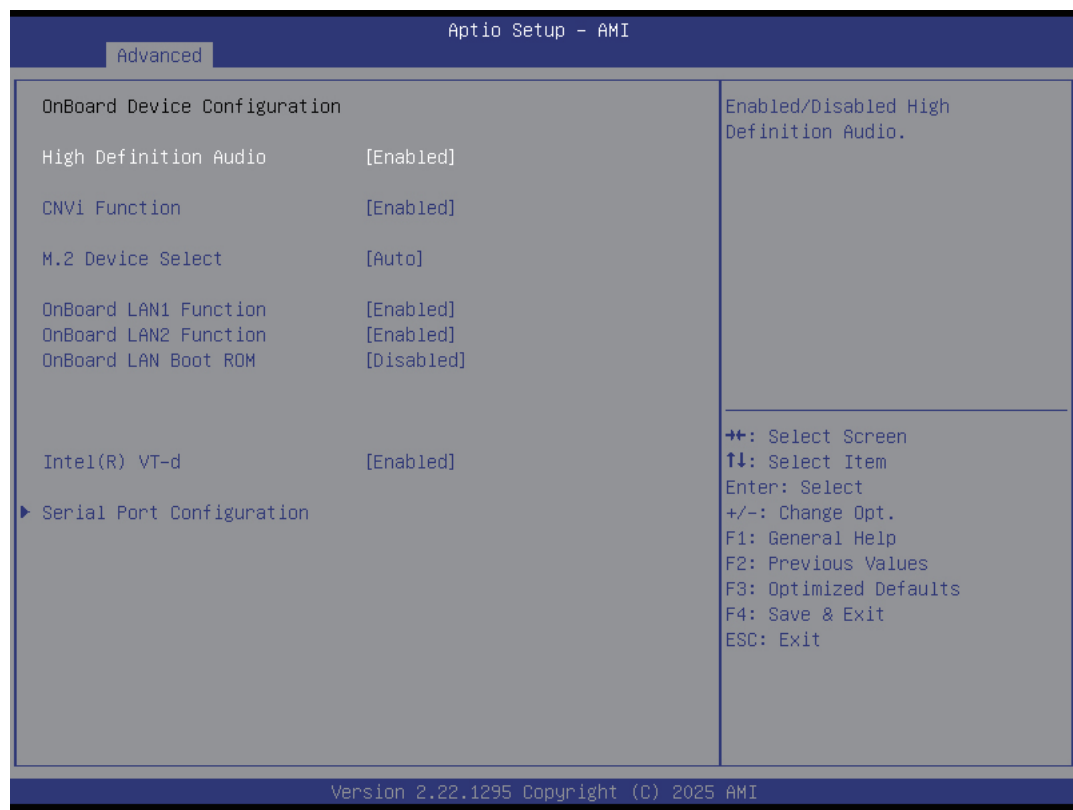 Aptio Setup – AMI
Advanced
OnBoard Device Configuration
High Definition Audio [Enabled]
CNVi Function [Enabled]
M.2 Device Select [Auto]
OnBoard LAN1 Function [Enabled]
OnBoard LAN2 Function [Enabled]
OnBoard LAN Boot ROM [Disabled]
Intel(R) VT-d [Enabled]
▶ Serial Port Configuration
Enabled/Disabled High
Definition Audio.
→←: Select Screen
↑↓: Select Item
Enter: Select
+/-: Change Opt.
F1: General Help
F2: Previous Values
F3: Optimized Defaults
F4: Save & Exit
ESC: Exit
Version 2.22.1295 Copyright (C) 2025 AMI